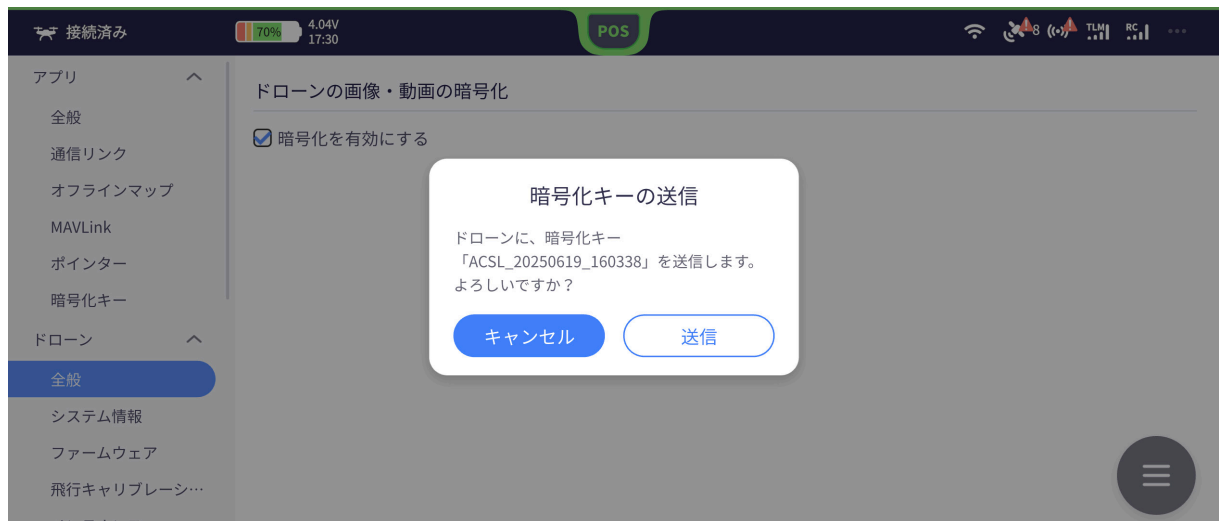 接続済み
70%
4.04V
17:30
POS
8
TLM
RC
アプリ
全般
通信リンク
オフラインマップ
MAVLink
ポインター
暗号化キー
ドローン
全般
システム情報
ファームウェア
飛行キャリブレーシ…
ドローンの画像・動画の暗号化
暗号化を有効にする
暗号化キーの送信
ドローンに、暗号化キー
「ACSL_20250619_160338」を送信します。
よろしいですか？
キャンセル
送信